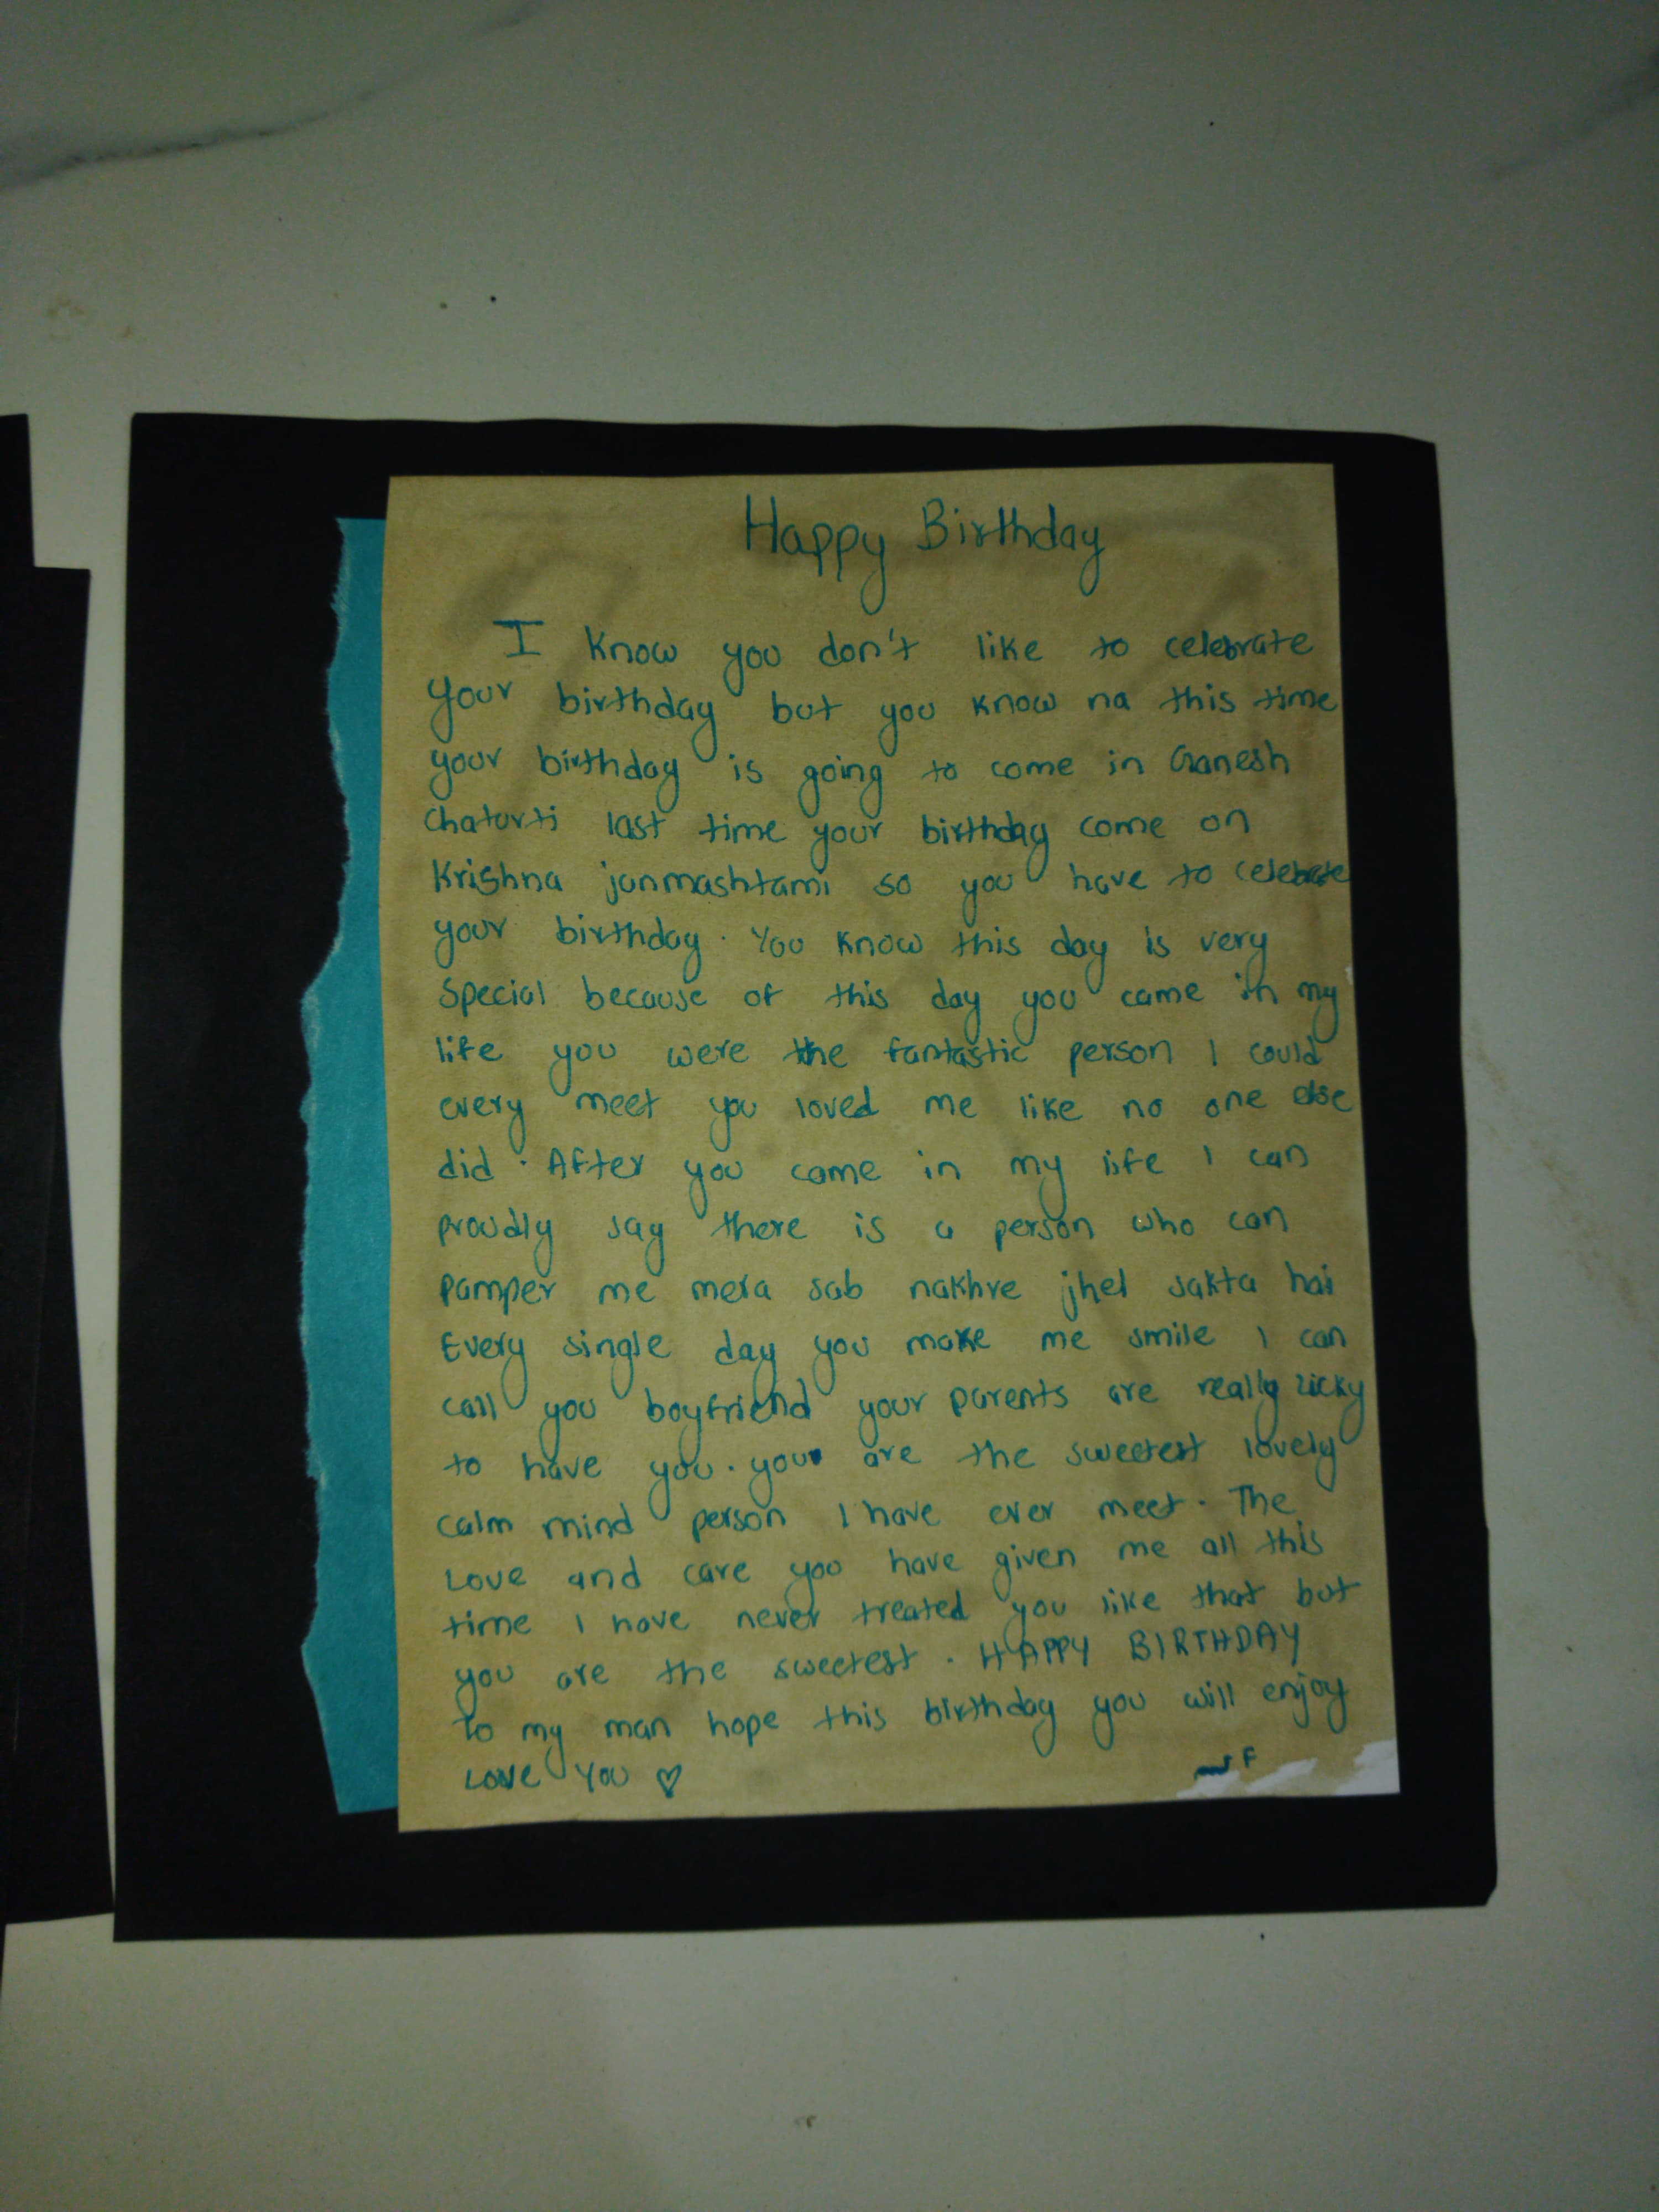 Happy Birthday
I know you don't like to celebrate
your birthday but you know na this time
your birthday is going to come in Ganesh
chaturti last time your birthday come on
Krishna janmashtami so you have to celebrate
your birthday. You know this day is very
special because of this day you came in my
life you were the fantastic person I could
every meet you loved me like no one else
did. After you came in my life I can
proudly say there is a person who can
pamper me mera sab nakhre jhel sakta hai
Every single day you make me smile I can
call you boyfriend your parents are really licky
to have you. you are the sweetest lovely
calm mind person I have ever meet. The
Love and care you have given me all this
time I have never treated you like that but
you are the sweetest. HAPPY BIRTHDAY
To my man hope this birthday you will enjoy
LOVE YOU ♡
F